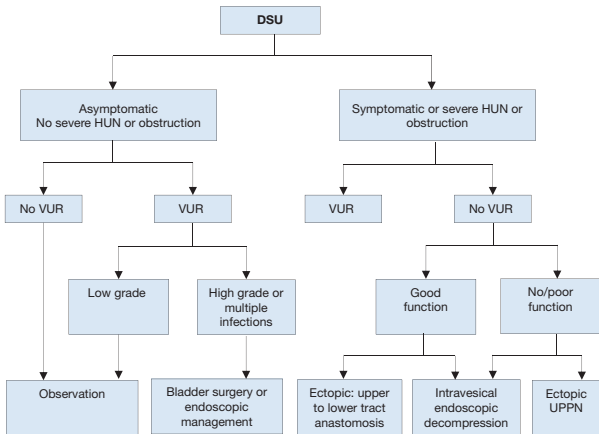 DSU
Asymptomatic
No severe HUN or obstruction
Symptomatic or severe HUN or
obstruction
No VUR
VUR
VUR
No VUR
Low grade
High grade or
multiple
infections
Good
function
No/poor
function
Observation
Bladder surgery or
endoscopic
management
Ectopic: upper
to lower tract
anastomosis
Intravesical
endoscopic
decompression
Ectopic
UPPN